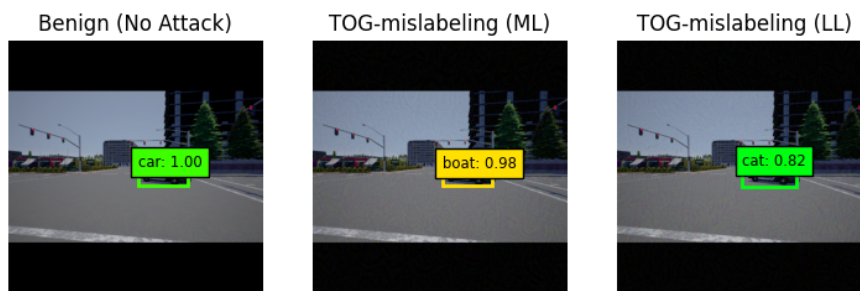 Benign (No Attack)
TOG-mislabeling (ML)
TOG-mislabeling (LL)
car: 1.00
boat: 0.98
cat: 0.82